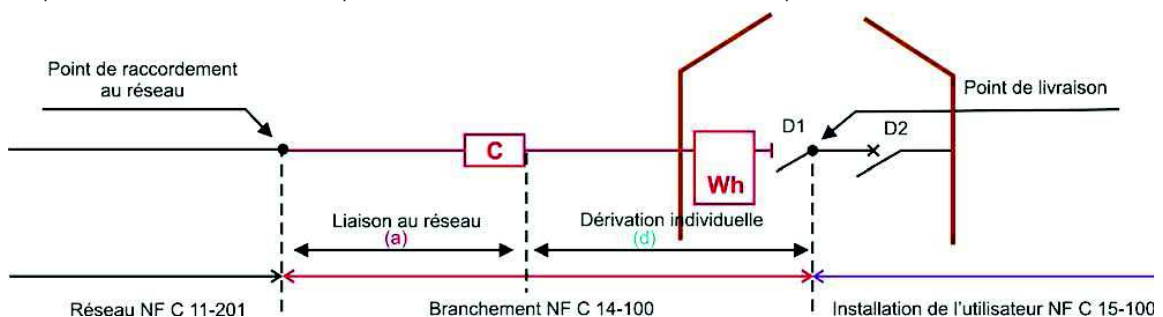 Point de raccordement
au réseau
Point de livraison
D1
D2
C
Wh
Liaison au réseau
(a)
Dérivation individuelle
(d)
Réseau NF C 11-201
Branchement NF C 14-100
Installation de l'utilisateur NF C 15-100